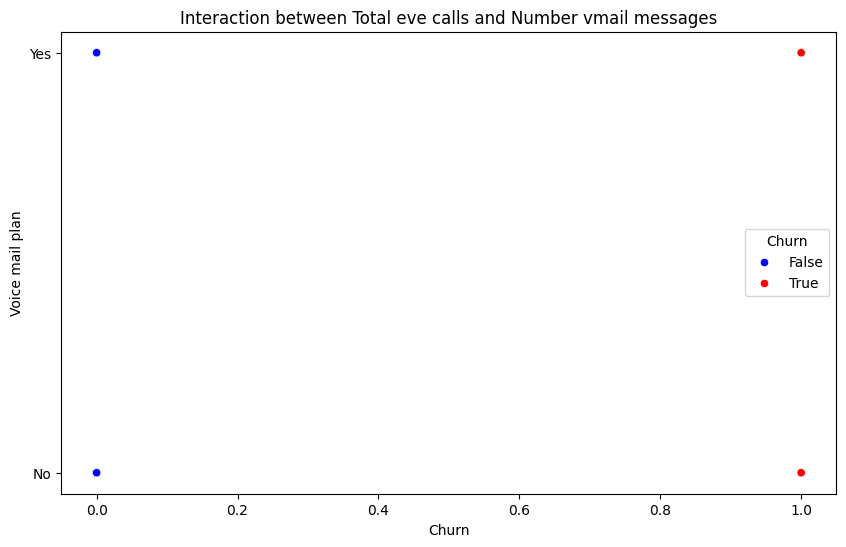 Interaction between Total eve calls and Number vmail messages
Yes
Voice mail plan
No
Churn
False
True
0.0 0.2 0.4 0.6 0.8 1.0
Churn